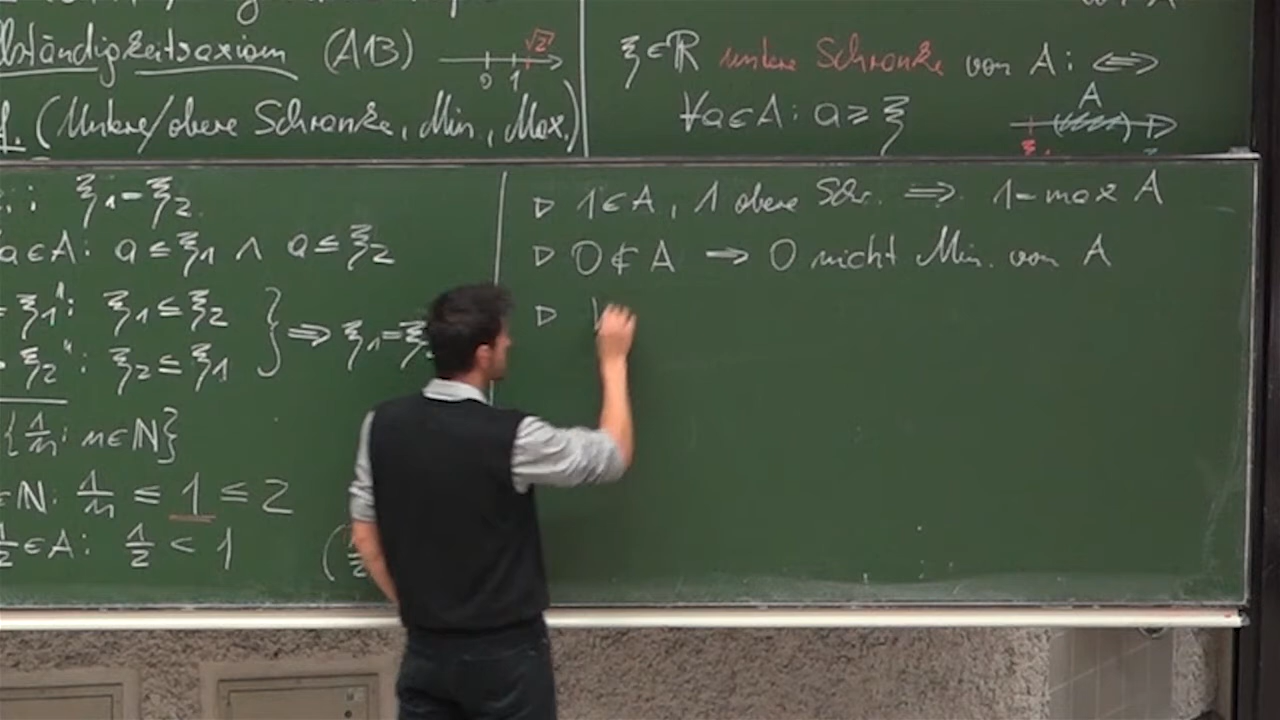 lständigkeitsaxiom (A13)
0 1 √2
f. (Untere/obere Schranke, Min., Max.)
ξ∈ℝ untere Schranke von A: ⟺
∀a∈A: a ≥ ξ
A
ξ
ξ₁=ξ₂
a∈A: a ≤ ξ₁ ∧ a ≤ ξ₂
ξ₁": ξ₁ ≤ ξ₂
ξ₂": ξ₂ ≤ ξ₁
⟹ ξ₁=ξ
{1/n: n∈ℕ}
∈ℕ: 1/n ≤ 1 ≤ 2
1/2∈A: 1/2 < 1
▷ 1∈A, 1 obere Schr. ⟹ 1=max A
▷ 0∉A ⟹ 0 nicht Min. von A
▷